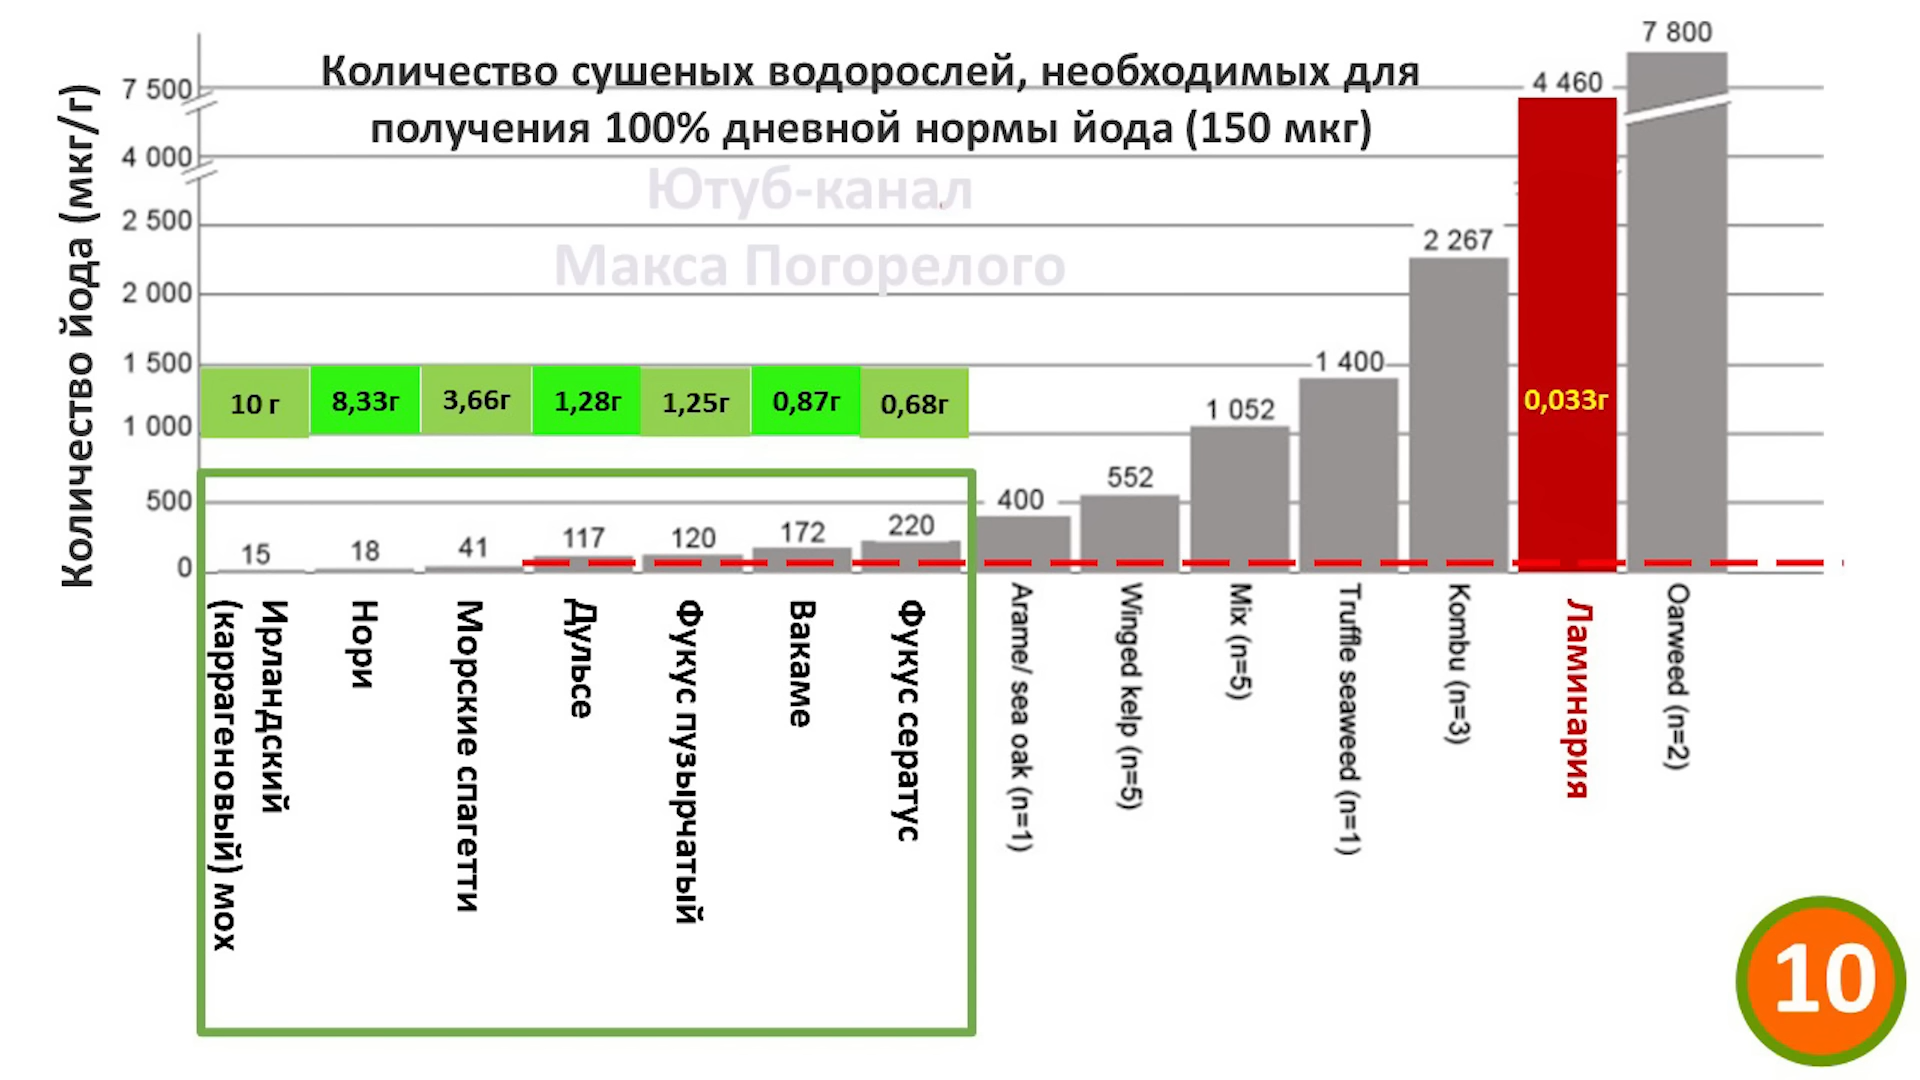 Количество сушеных водорослей, необходимых для
получения 100% дневной нормы йода (150 мкг)
Ютуб-канал
Макса Погорелого
Количество йода (мкг/г)
7 500
4 000
2 500
2 000
1 500
1 000
500
0
10 г
8,33г
3,66г
1,28г
1,25г
0,87г
0,68г
0,033г
15
18
41
117
120
172
220
400
552
1 052
1 400
2 267
4 460
7 800
Ирландский
(каррагеновый) мох
Нори
Морские спагетти
Дульсе
Фукус пузырчатый
Вакаме
Фукус сератус
Arame/ sea oak (n=1)
Winged kelp (n=5)
Mix (n=5)
Truffle seaweed (n=1)
Kombu (n=3)
Ламинария
Oarweed (n=2)
10